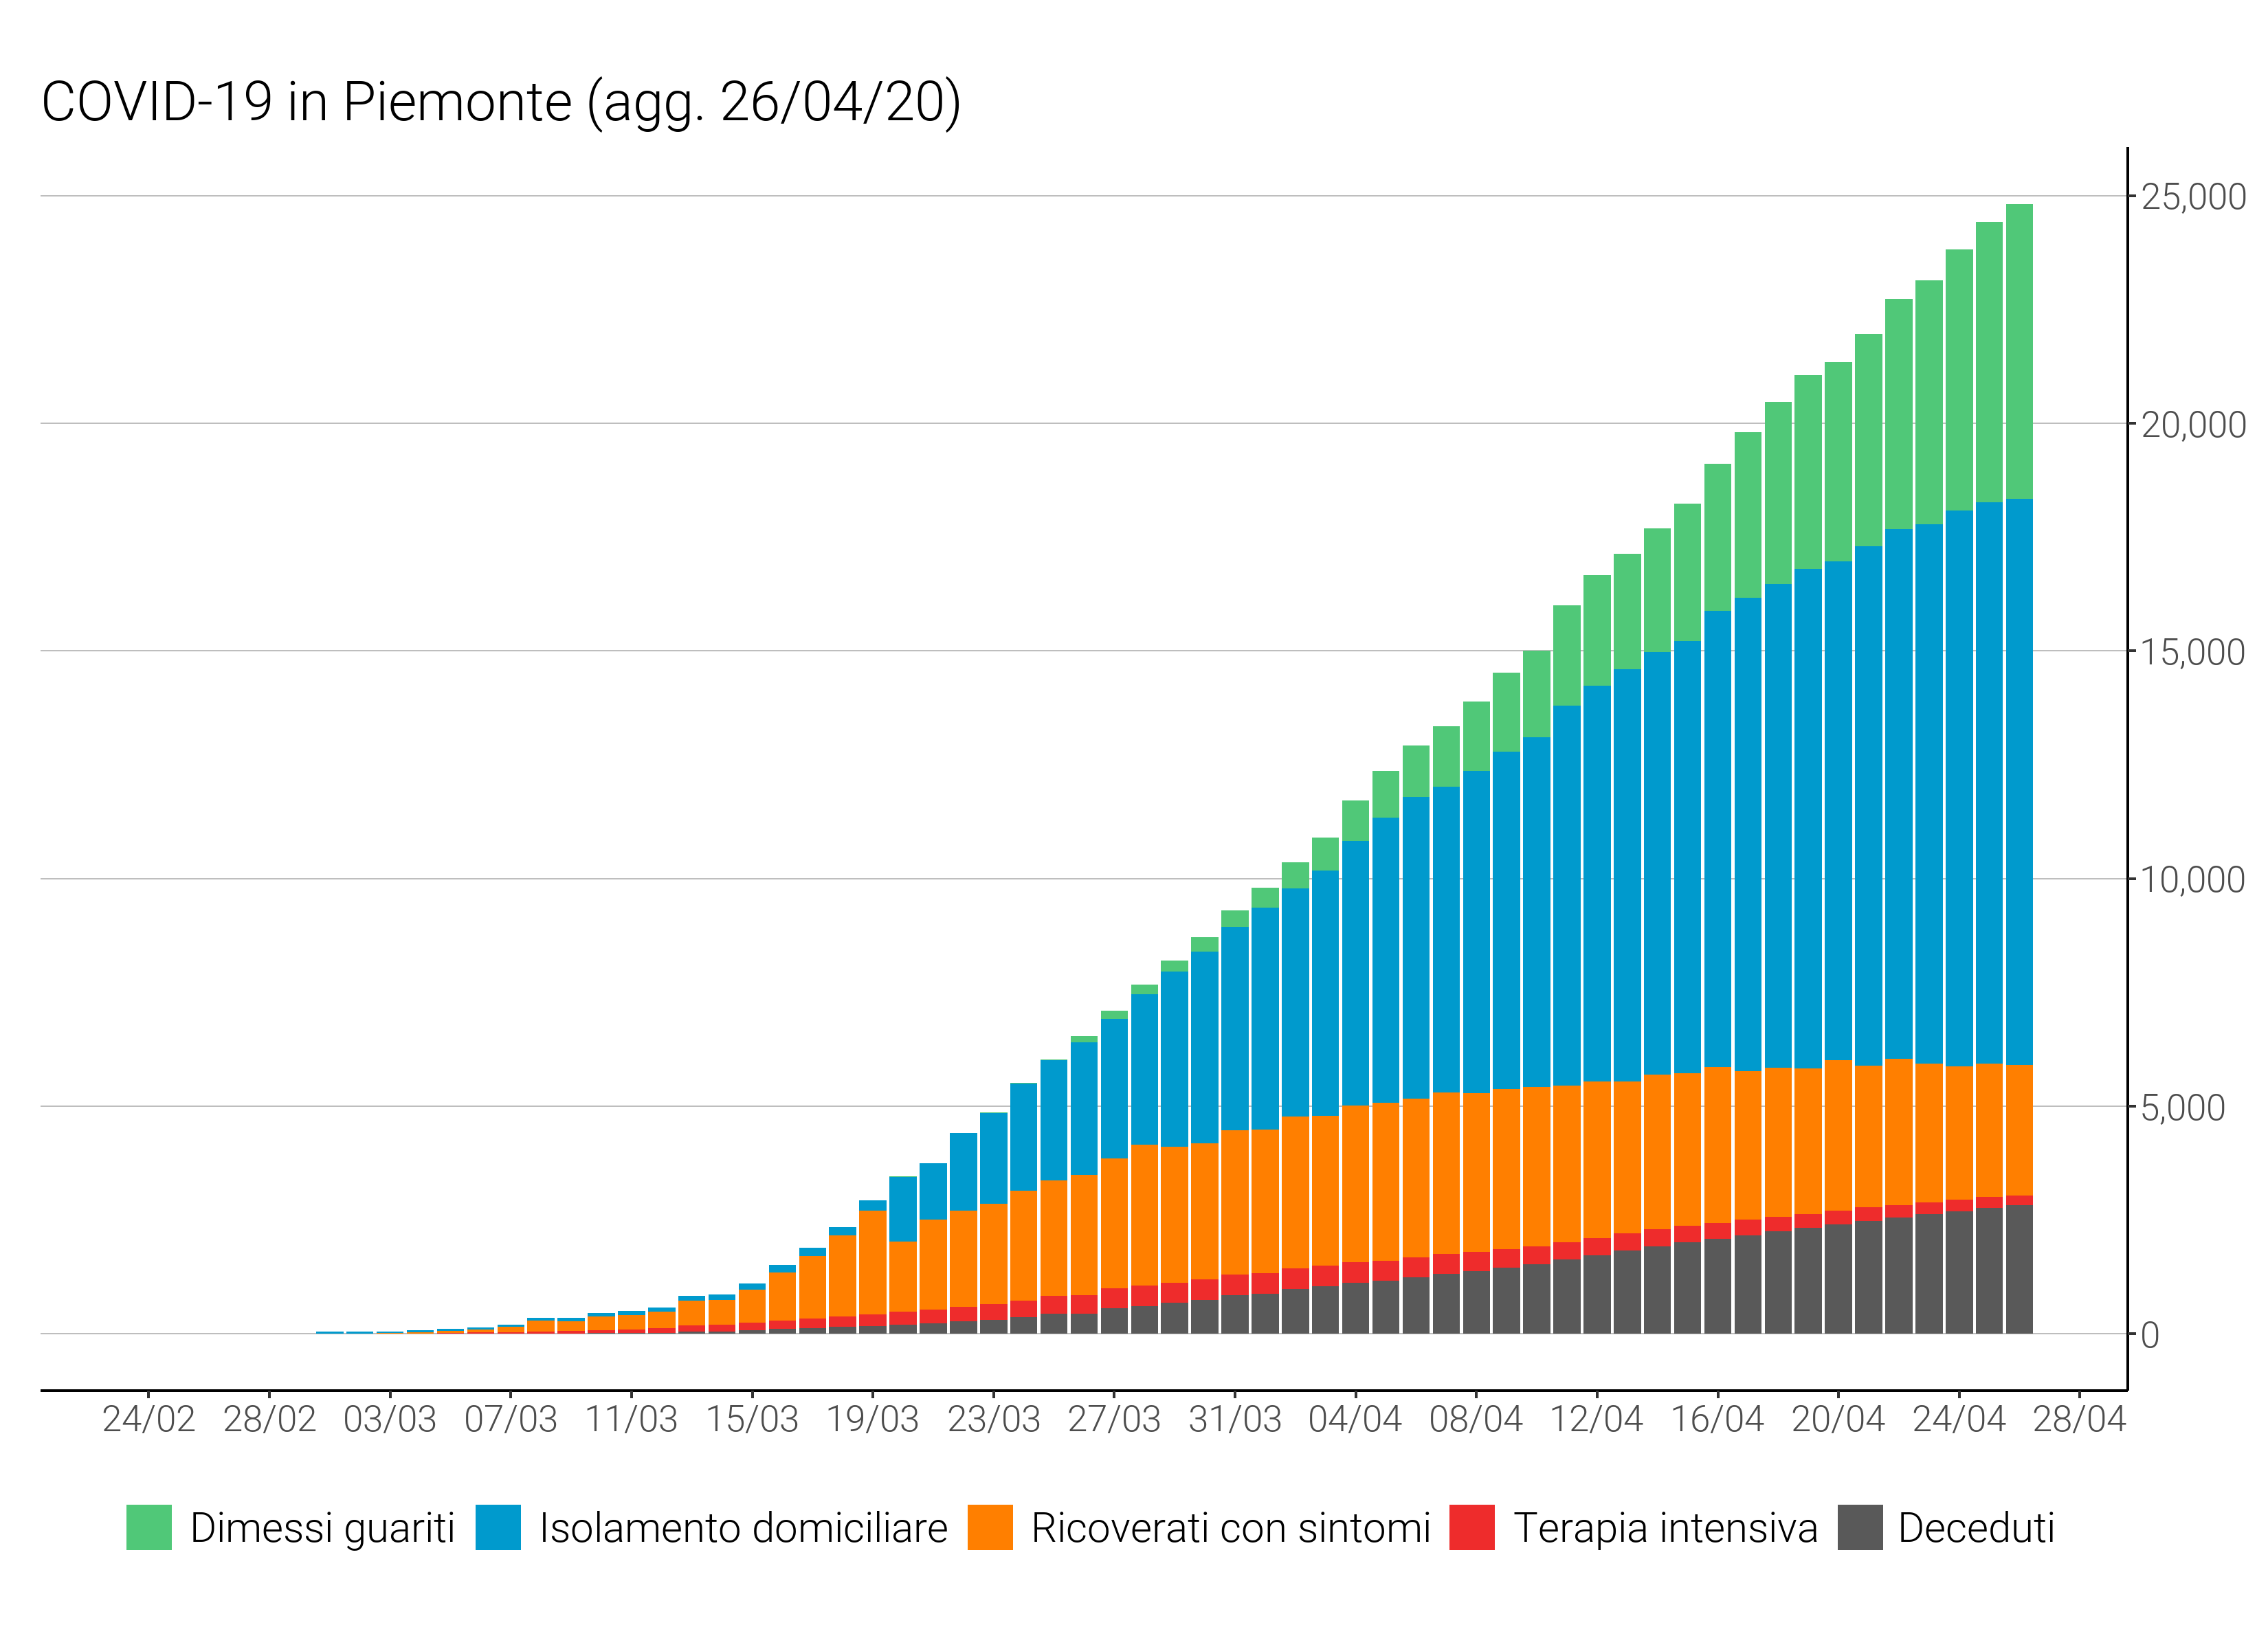 COVID-19 in Piemonte (agg. 26/04/20)
25,000
20,000
15,000
10,000
5,000
0
24/02 28/02 03/03 07/03 11/03 15/03 19/03 23/03 27/03 31/03 04/04 08/04 12/04 16/04 20/04 24/04 28/04
Dimessi guariti Isolamento domiciliare Ricoverati con sintomi Terapia intensiva Deceduti